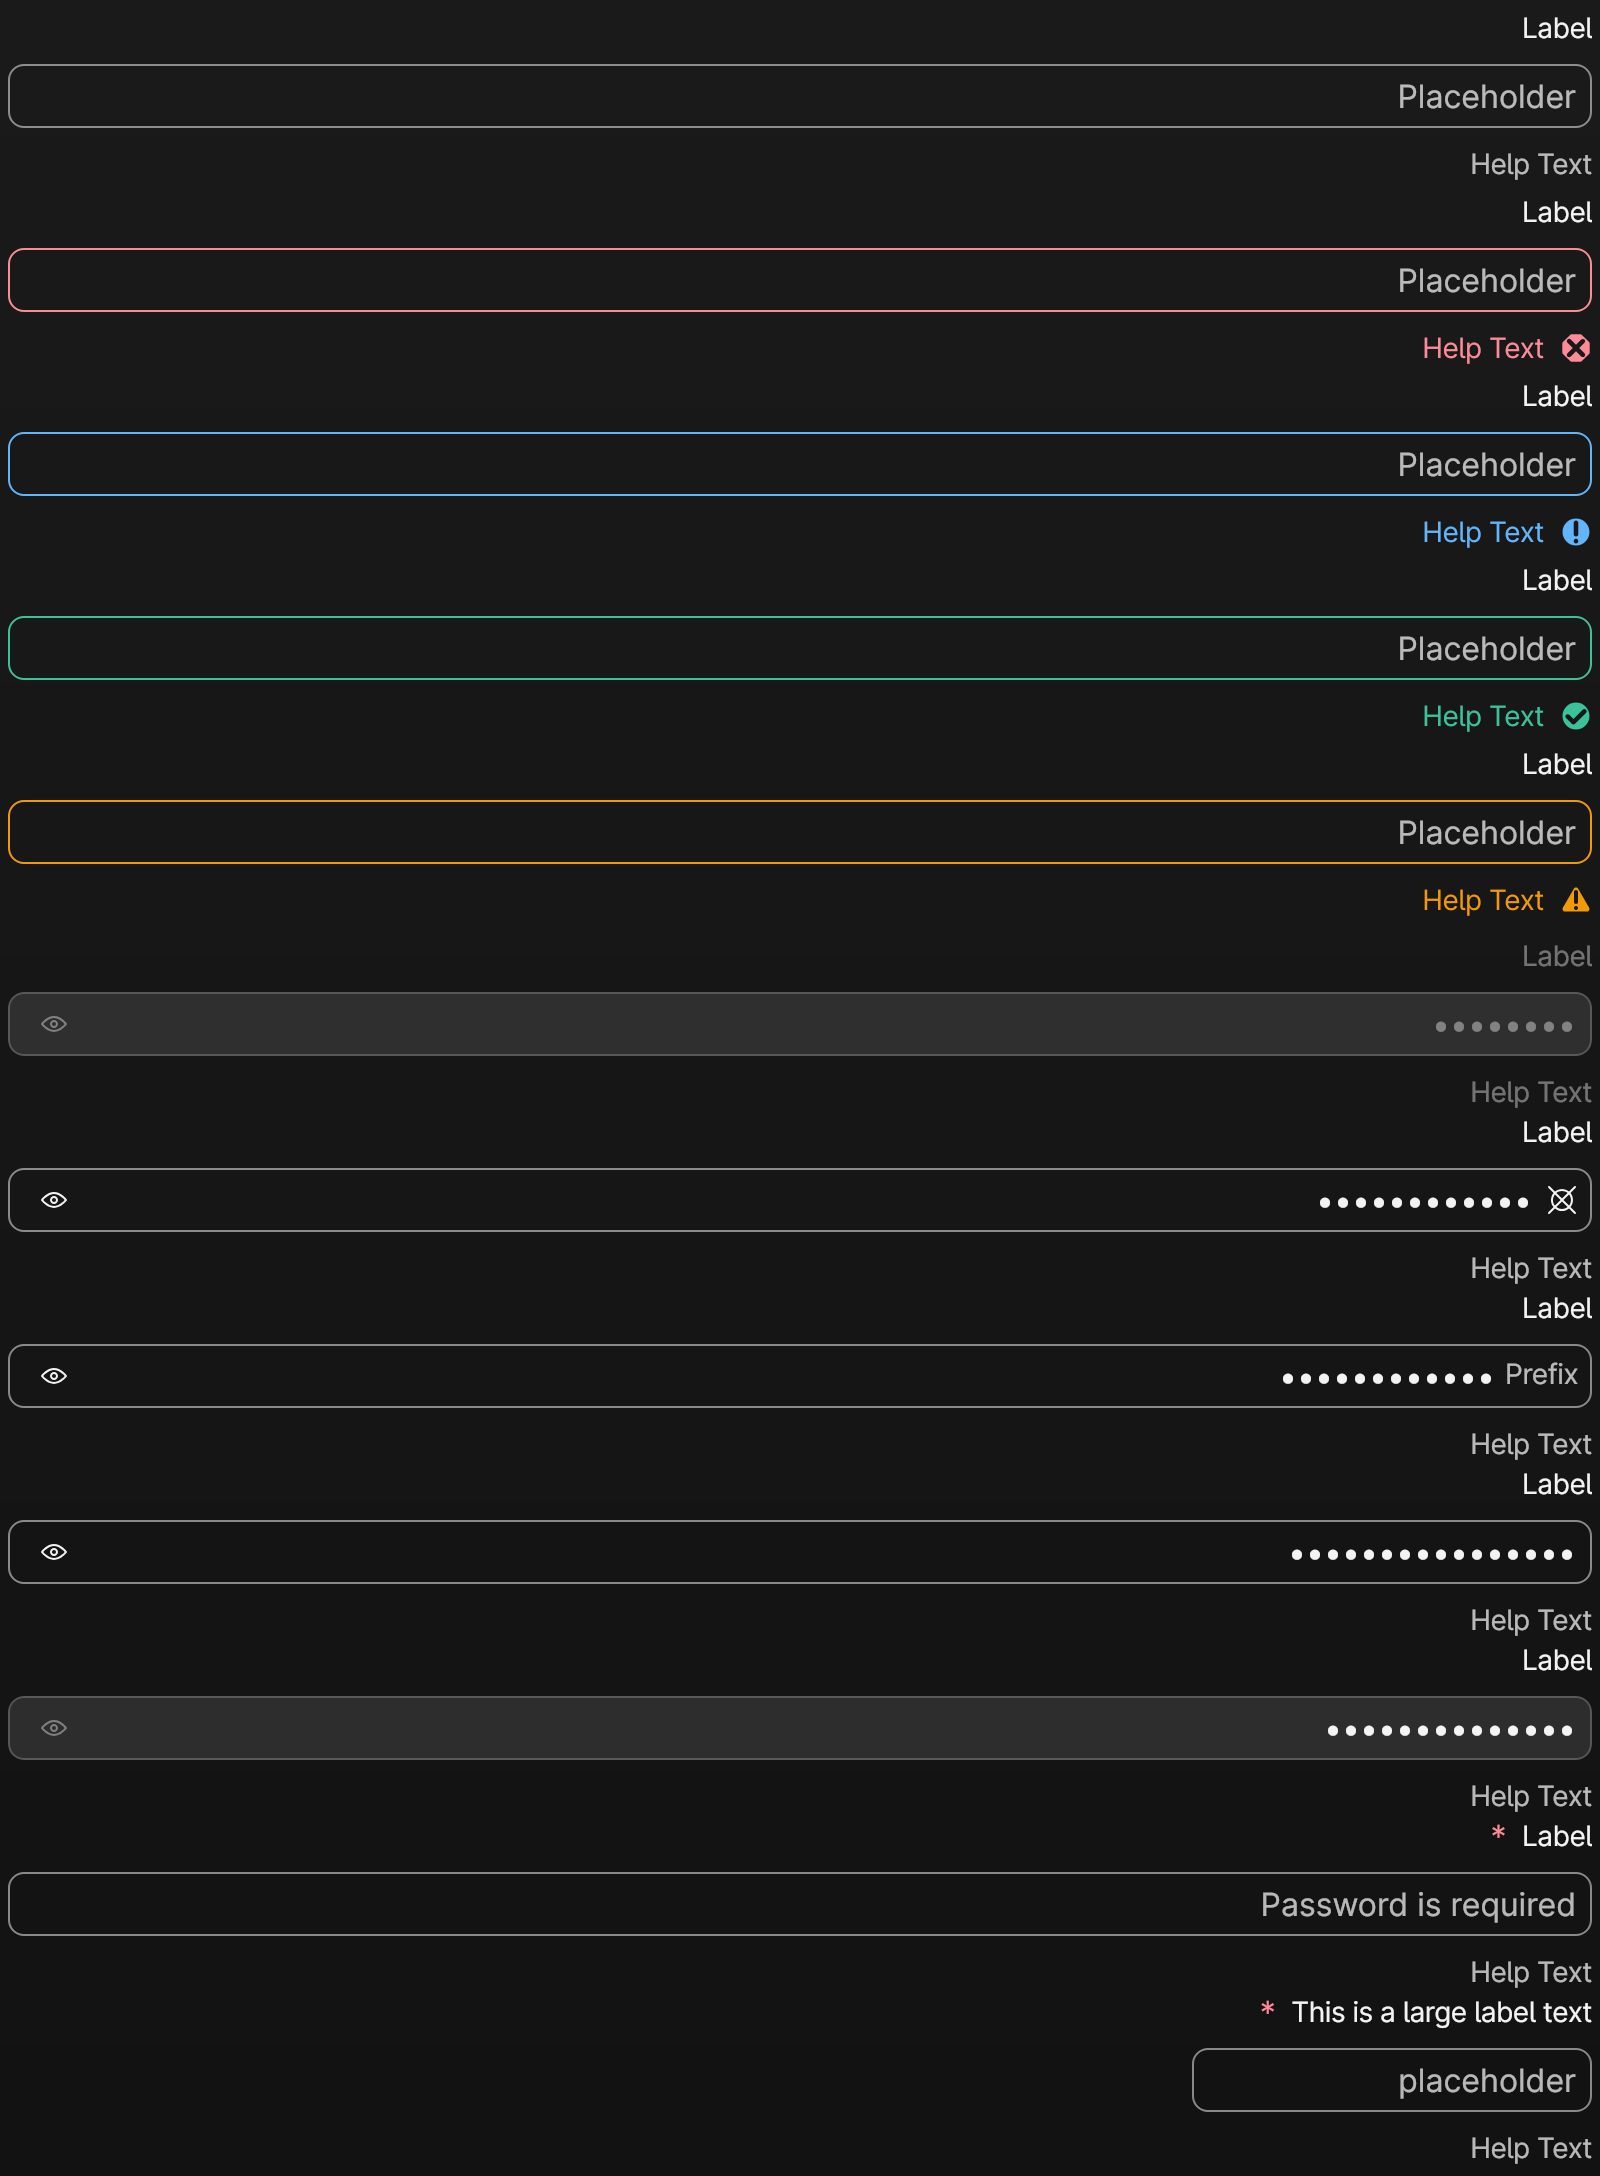 Label
Placeholder
Help Text
Label
Placeholder
Help Text
Label
Placeholder
Help Text
Label
Placeholder
Help Text
Label
Placeholder
Help Text
Label
••••••••
Help Text
Label
••••••••••••
Help Text
Label
•••••••••••• Prefix
Help Text
Label
••••••••••••••••
Help Text
Label
••••••••••••••
Help Text
* Label
Password is required
Help Text
* This is a large label text
placeholder
Help Text